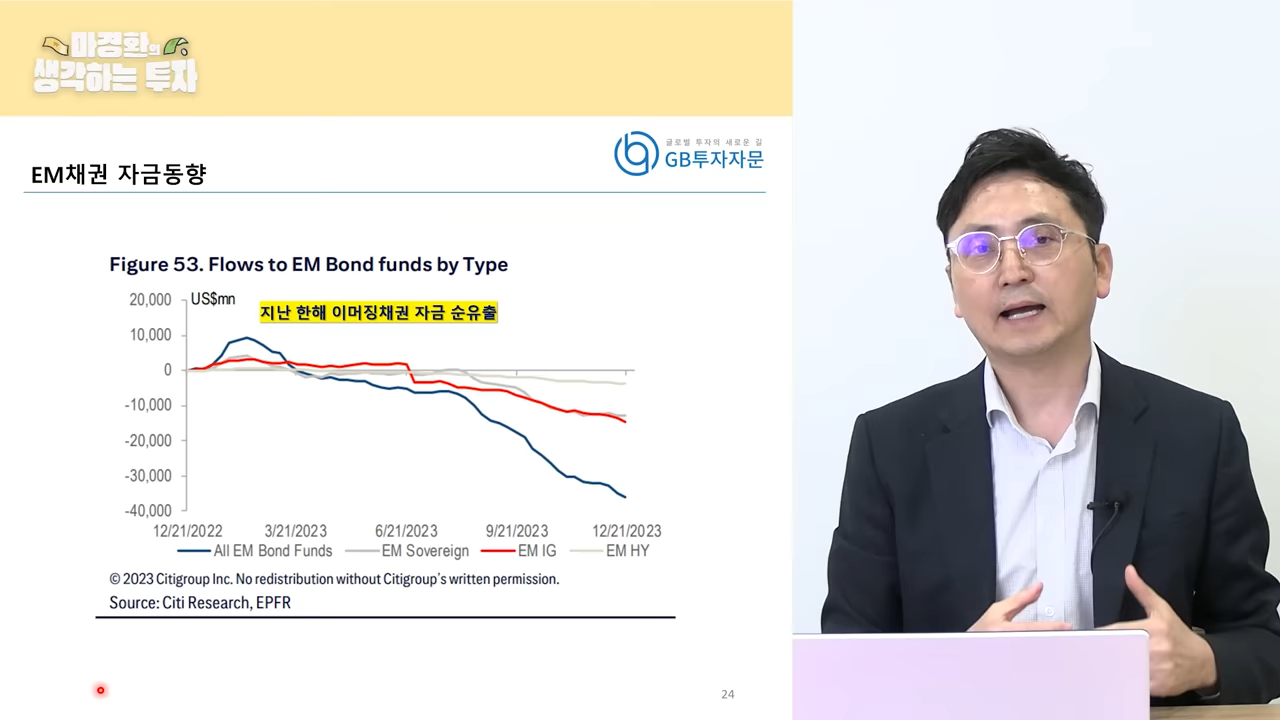 마경환의
생각하는 투자
글로벌 투자의 새로운 길
GB투자자문
EM채권 자금동향
Figure 53. Flows to EM Bond funds by Type
20,000
US$mn
지난 한해 이머징채권 자금 순유출
10,000
0
-10,000
-20,000
-30,000
-40,000
12/21/2022 3/21/2023 6/21/2023 9/21/2023 12/21/2023
All EM Bond Funds EM Sovereign EM IG EM HY
© 2023 Citigroup Inc. No redistribution without Citigroup's written permission.
Source: Citi Research, EPFR
24